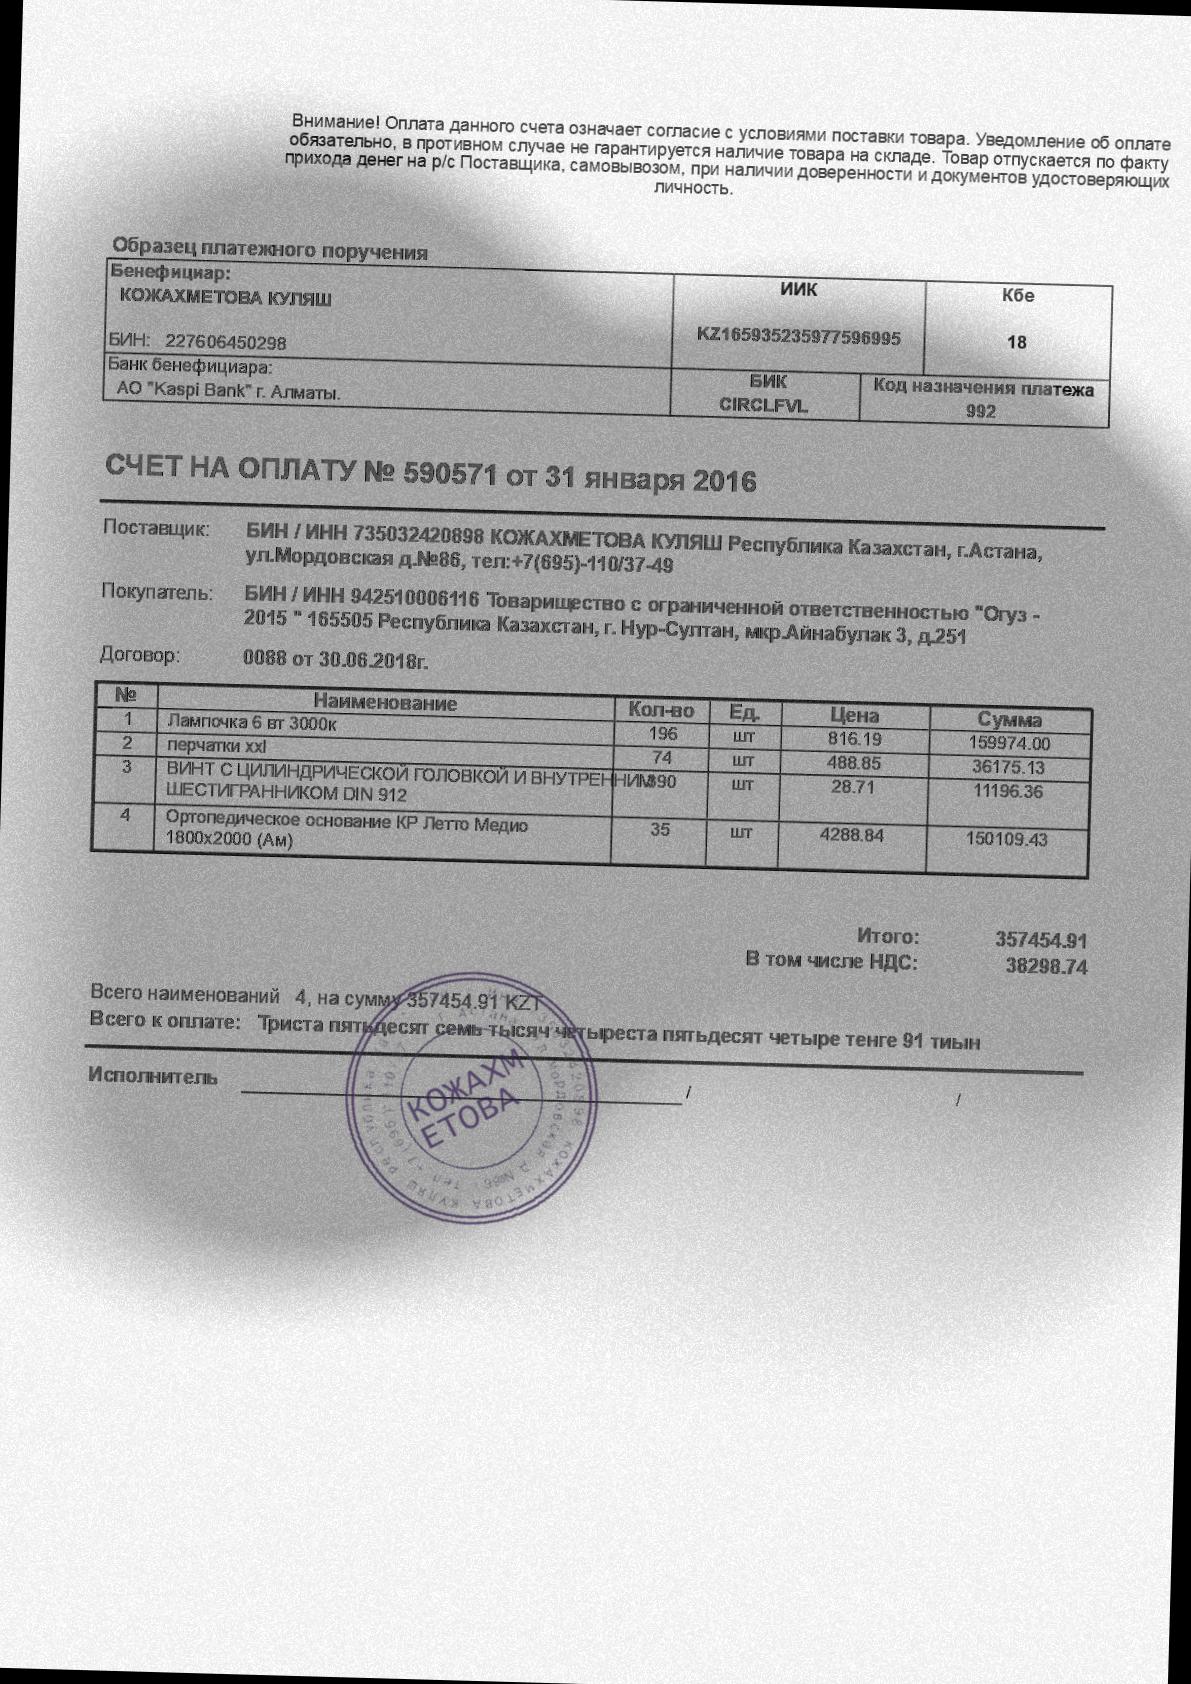 Внимание! Оплата данного счета означает согласие с условиями поставки товара. Уведомление об оплате
обязательно, в противном случае не гарантируется наличие товара на складе. Товар отпускается по факту
прихода денег на р/с Поставщика, самовывозом, при наличии доверенности и документов удостоверяющих
личность.
Образец платежного поручения
Бенефициар: ИИК Кбе
КОЖАХМЕТОВА КУЛЯШ
KZ165935235977596995 18
БИН: 227606450298
Банк бенефициара: БИК Код назначения платежа
АО "Kaspi Bank" г. Алматы. CIRCLFVL 992
СЧЕТ НА ОПЛАТУ № 590571 от 31 января 2016
Поставщик: БИН / ИНН 735032420898 КОЖАХМЕТОВА КУЛЯШ Республика Казахстан, г.Астана,
ул.Мордовская д.№86, тел:+7(695)-110/37-49
Покупатель: БИН / ИНН 942510006116 Товарищество с ограниченной ответственностью "Огуз -
2015 " 165505 Республика Казахстан, г. Нур-Султан, мкр.Айнабулак 3, д.251
Договор: 0088 от 30.06.2018г.
№ Наименование Кол-во Ед. Цена Сумма
1 Лампочка 6 вт 3000к 196 шт 816.19 159974.00
2 перчатки xxl 74 шт 488.85 36175.13
3 ВИНТ С ЦИЛИНДРИЧЕСКОЙ ГОЛОВКОЙ И ВНУТРЕННИМ 390 шт 28.71 11196.36
ШЕСТИГРАННИКОМ DIN 912
4 Ортопедическое основание КР Летто Медио 35 шт 4288.84 150109.43
1800х2000 (Ам)
Итого: 357454.91
В том числе НДС: 38298.74
Всего наименований 4, на сумму 357454.91 KZT
Всего к оплате: Триста пятьдесят семь тысяч четыреста пятьдесят четыре тенге 91 тиын
Исполнитель / /
КОЖАХМ
ЕТОВА